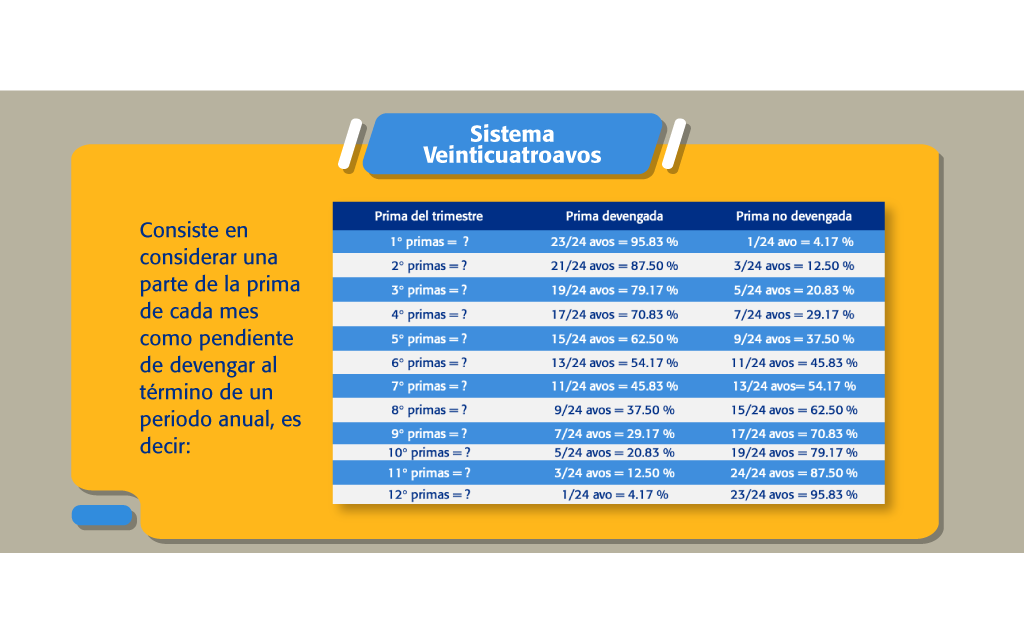 Sistema
Veinticuatroavos
Consiste en
considerar una
parte de la prima
de cada mes
como pendiente
de devengar al
término de un
periodo anual, es
decir:
Prima del trimestre Prima devengada Prima no devengada
1° primas = ? 23/24 avos = 95.83 % 1/24 avo = 4.17 %
2° primas = ? 21/24 avos = 87.50 % 3/24 avos = 12.50 %
3° primas = ? 19/24 avos = 79.17 % 5/24 avos = 20.83 %
4° primas = ? 17/24 avos = 70.83 % 7/24 avos = 29.17 %
5° primas = ? 15/24 avos = 62.50 % 9/24 avos = 37.50 %
6° primas = ? 13/24 avos = 54.17 % 11/24 avos = 45.83 %
7° primas = ? 11/24 avos = 45.83 % 13/24 avos= 54.17 %
8° primas = ? 9/24 avos = 37.50 % 15/24 avos = 62.50 %
9° primas = ? 7/24 avos = 29.17 % 17/24 avos = 70.83 %
10° primas = ? 5/24 avos = 20.83 % 19/24 avos = 79.17 %
11° primas = ? 3/24 avos = 12.50 % 24/24 avos = 87.50 %
12° primas = ? 1/24 avo = 4.17 % 23/24 avos = 95.83 %